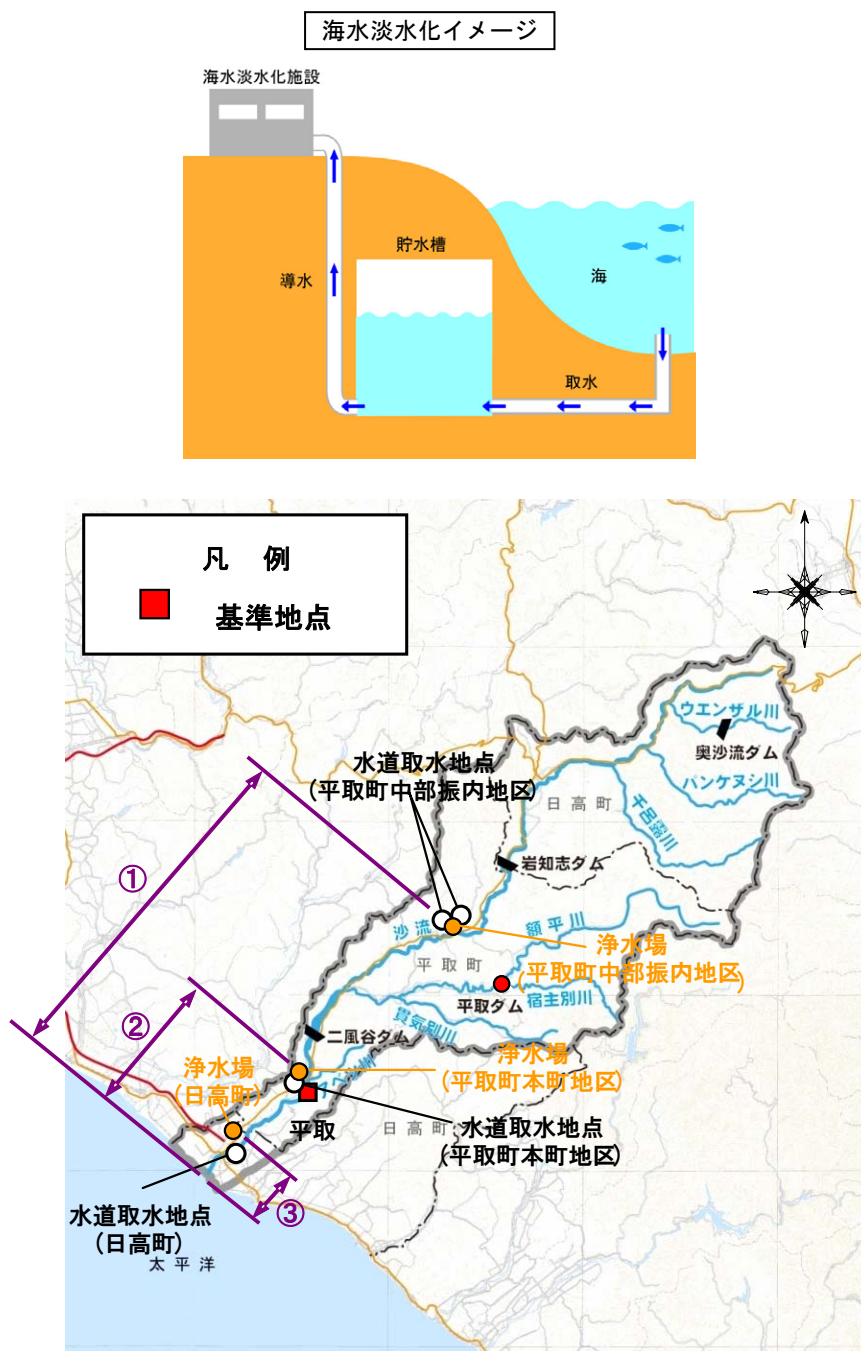 海水淡水化イメージ
海水淡水化施設
貯水槽
導水
海
取水
凡 例
基準地点
ウエンザル川
奥沙流ダム
パンケヌシ川
水道取水地点
(平取町中部振内地区)
日高町
千呂露川
岩知志ダム
①
沙流
額平川
浄水場
(平取町中部振内地区)
平取町
宿主別川
平取ダム
②
貫気別川
二風谷ダム
浄水場
(日高町)
浄水場
(平取町本町地区)
平取
日高町
水道取水地点
(平取町本町地区)
③
水道取水地点
(日高町)
太平洋